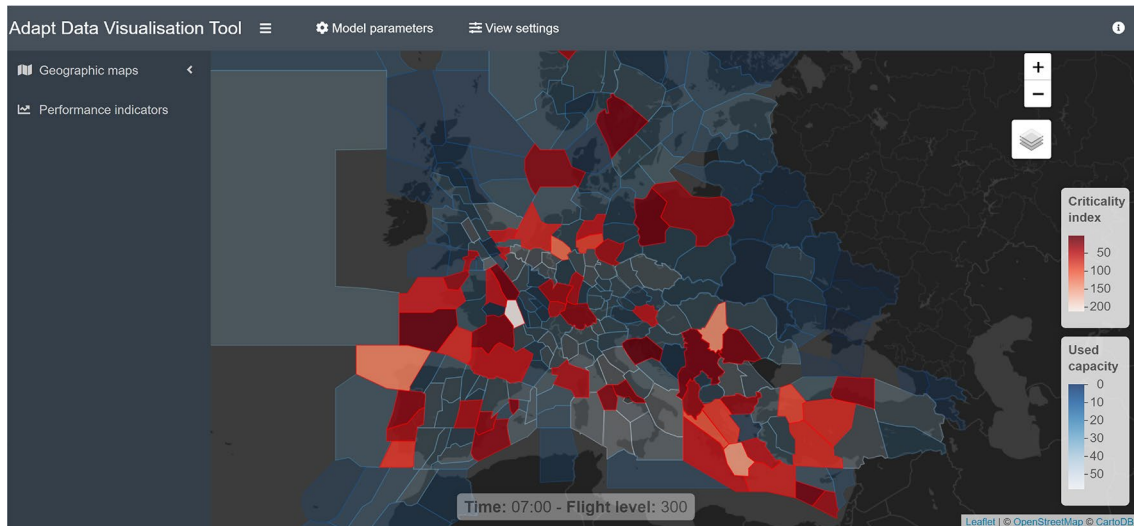 Adapt Data Visualisation Tool
Model parameters
View settings
Geographic maps
Performance indicators
+
−
Criticality
index
50
100
150
200
Used
capacity
0
10
20
30
40
50
Time: 07:00 - Flight level: 300
Leaflet | © OpenStreetMap © CartoDB